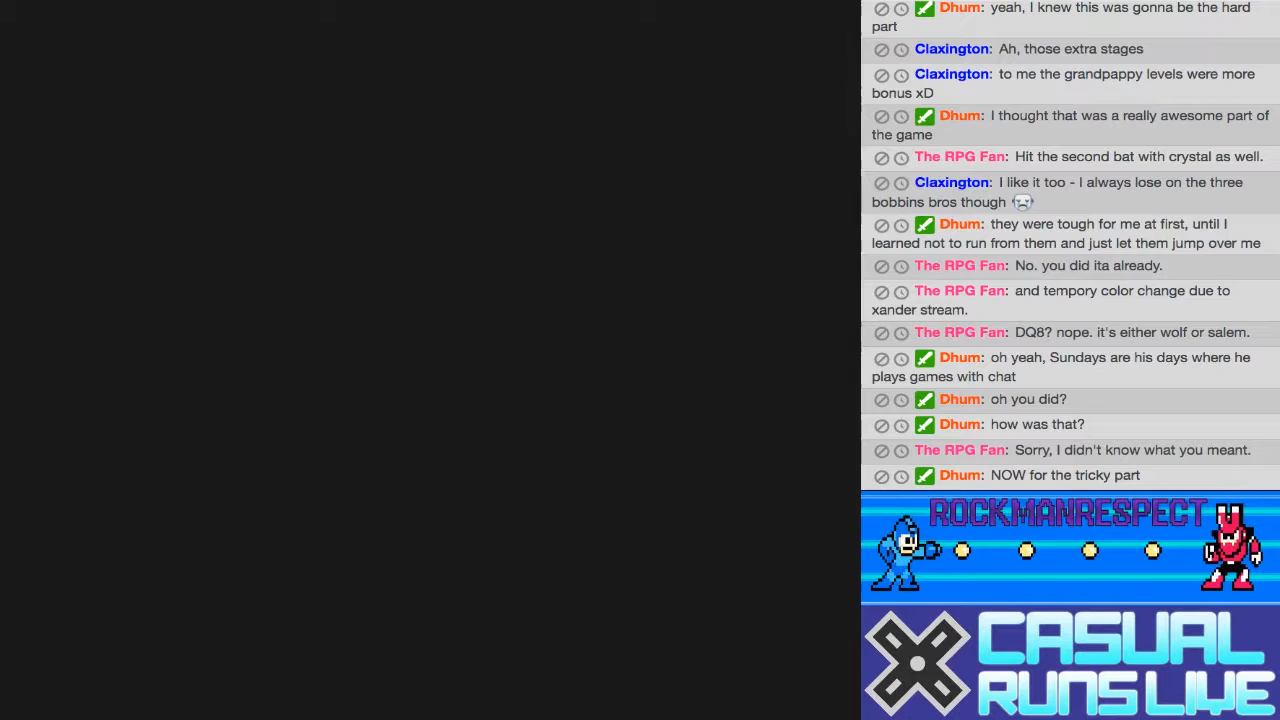 Dhum: yeah, I knew this was gonna be the hard
part
Claxington: Ah, those extra stages
Claxington: to me the grandpappy levels were more
bonus xD
Dhum: I thought that was a really awesome part of
the game
The RPG Fan: Hit the second bat with crystal as well.
Claxington: I like it too - I always lose on the three
bobbins bros though
Dhum: they were tough for me at first, until I
learned not to run from them and just let them jump over me
The RPG Fan: No. you did ita already.
The RPG Fan: and tempory color change due to
xander stream.
The RPG Fan: DQ8? nope. it's either wolf or salem.
Dhum: oh yeah, Sundays are his days where he
plays games with chat
Dhum: oh you did?
Dhum: how was that?
The RPG Fan: Sorry, I didn't know what you meant.
Dhum: NOW for the tricky part
ROCKMANRESPECT
CASUAL
RUNS LIVE